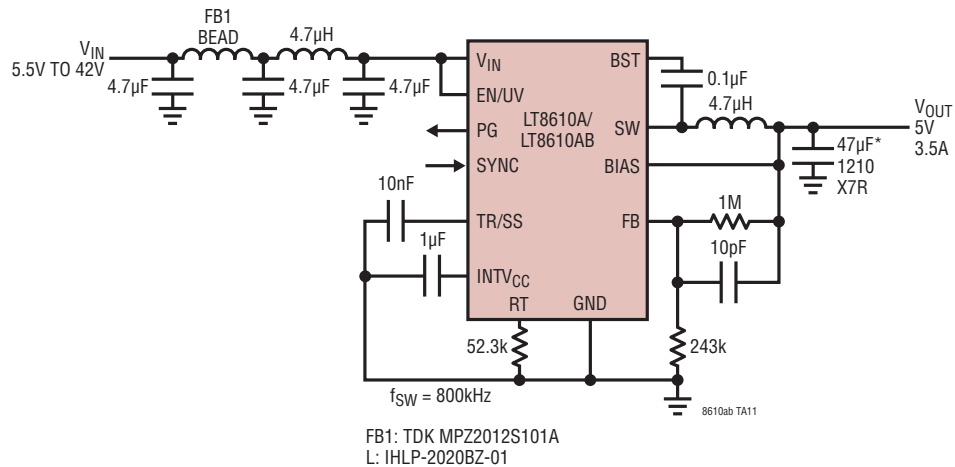 FB1
BEAD
4.7µH
VIN
5.5V TO 42V
4.7µF
4.7µF
4.7µF
VIN
BST
0.1µF
EN/UV
LT8610A/
LT8610AB
4.7µH
PG
SW
VOUT
5V
3.5A
SYNC
BIAS
47µF*
1210
X7R
10nF
TR/SS
FB
1M
1µF
10pF
INTVCC
RT
GND
52.3k
243k
fSW = 800kHz
8610ab TA11
FB1: TDK MPZ2012S101A
L: IHLP-2020BZ-01